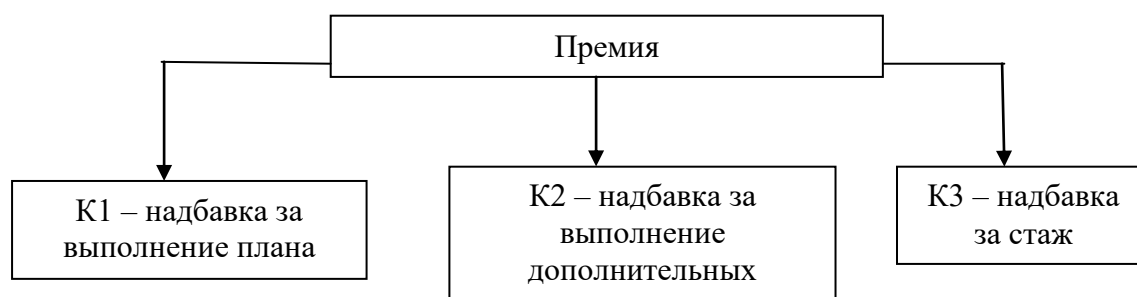 Премия
К1 – надбавка за
выполнение плана
К2 – надбавка за
выполнение
дополнительных
К3 – надбавка
за стаж